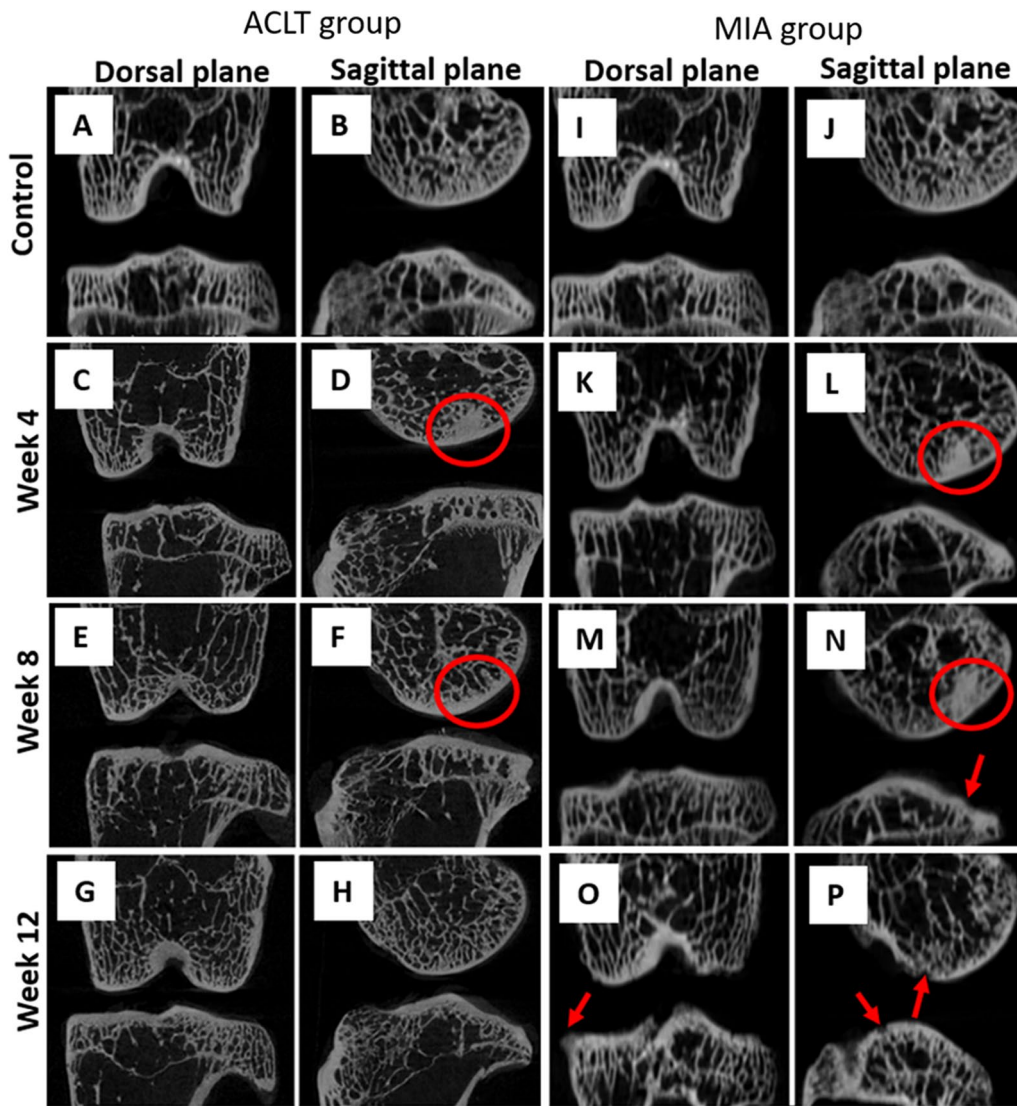 ACLT group MIA group
Dorsal plane Sagittal plane Dorsal plane Sagittal plane
Control
A B I J
Week 4
C D K L
Week 8
E F M N
Week 12
G H O P